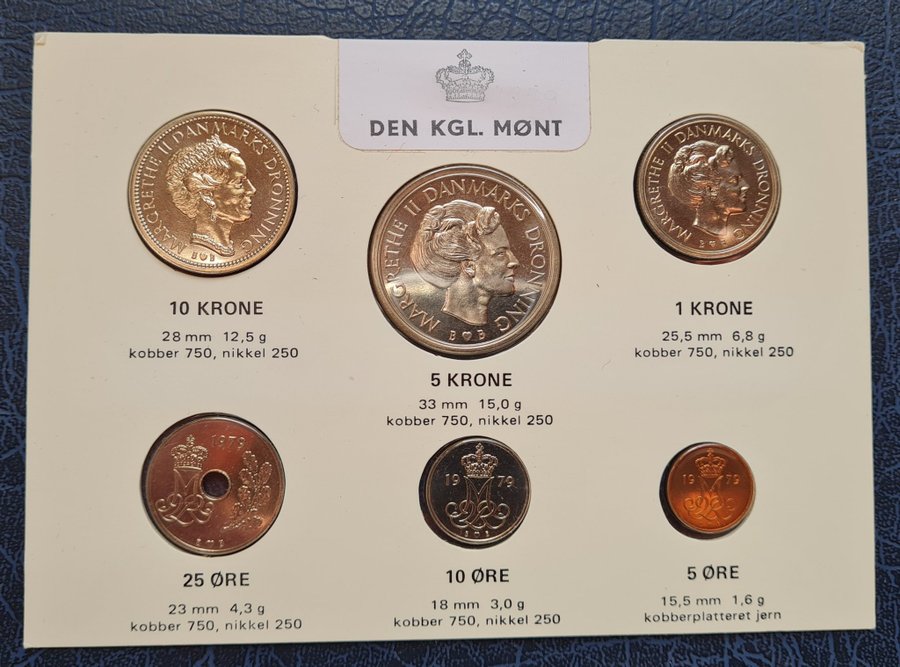 DEN KGL. MØNT
MARGRETHE II DANMARKS DRONNING
B ♥ B
10 KRONE
28 mm 12,5 g
kobber 750, nikkel 250
MARGRETHE II DANMARKS DRONNING
B ♥ B
5 KRONE
33 mm 15,0 g
kobber 750, nikkel 250
MARGRETHE II DANMARKS DRONNING
B ♥ B
1 KRONE
25,5 mm 6,8 g
kobber 750, nikkel 250
1979
25 ØRE
23 mm 4,3 g
kobber 750, nikkel 250
1979
10 ØRE
18 mm 3,0 g
kobber 750, nikkel 250
1979
5 ØRE
15,5 mm 1,6 g
kobberplatteret jern